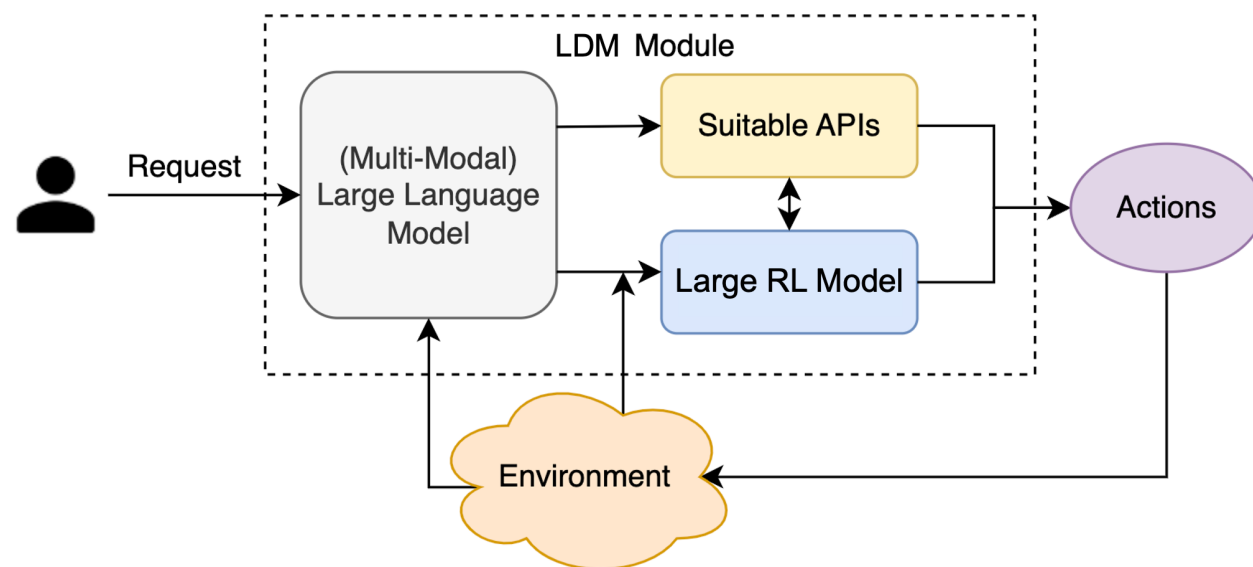 LDM Module
Request
(Multi-Modal)
Large Language
Model
Suitable APIs
Large RL Model
Actions
Environment